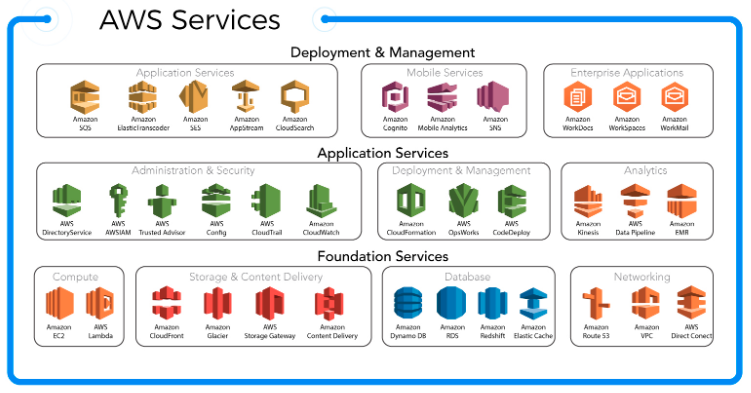 AWS Services
Deployment & Management
Application Services
Amazon SQS
Amazon ElasticTranscoder
Amazon SES
Amazon AppStream
Amazon CloudSearch
Mobile Services
Amazon Cognito
Amazon Mobile Analytics
Amazon SNS
Enterprise Applications
Amazon WorkDocs
Amazon WorkSpaces
Amazon WorkMail
Application Services
Administration & Security
AWS DirectoryService
AWS AWSIAM
AWS Trusted Advisor
AWS Config
AWS CloudTrail
Amazon CloudWatch
Deployment & Management
Amazon CloudFormation
AWS OpsWorks
AWS CodeDeploy
Analytics
Amazon Kinesis
AWS Data Pipeline
Amazon EMR
Foundation Services
Compute
Amazon EC2
AWS Lambda
Storage & Content Delivery
Amazon CloudFront
Amazon Glacier
AWS Storage Gateway
Amazon Content Delivery
Database
Amazon Dynamo DB
Amazon RDS
Amazon Redshift
Amazon Elastic Cache
Networking
Amazon Route 53
Amazon VPC
AWS Direct Conect